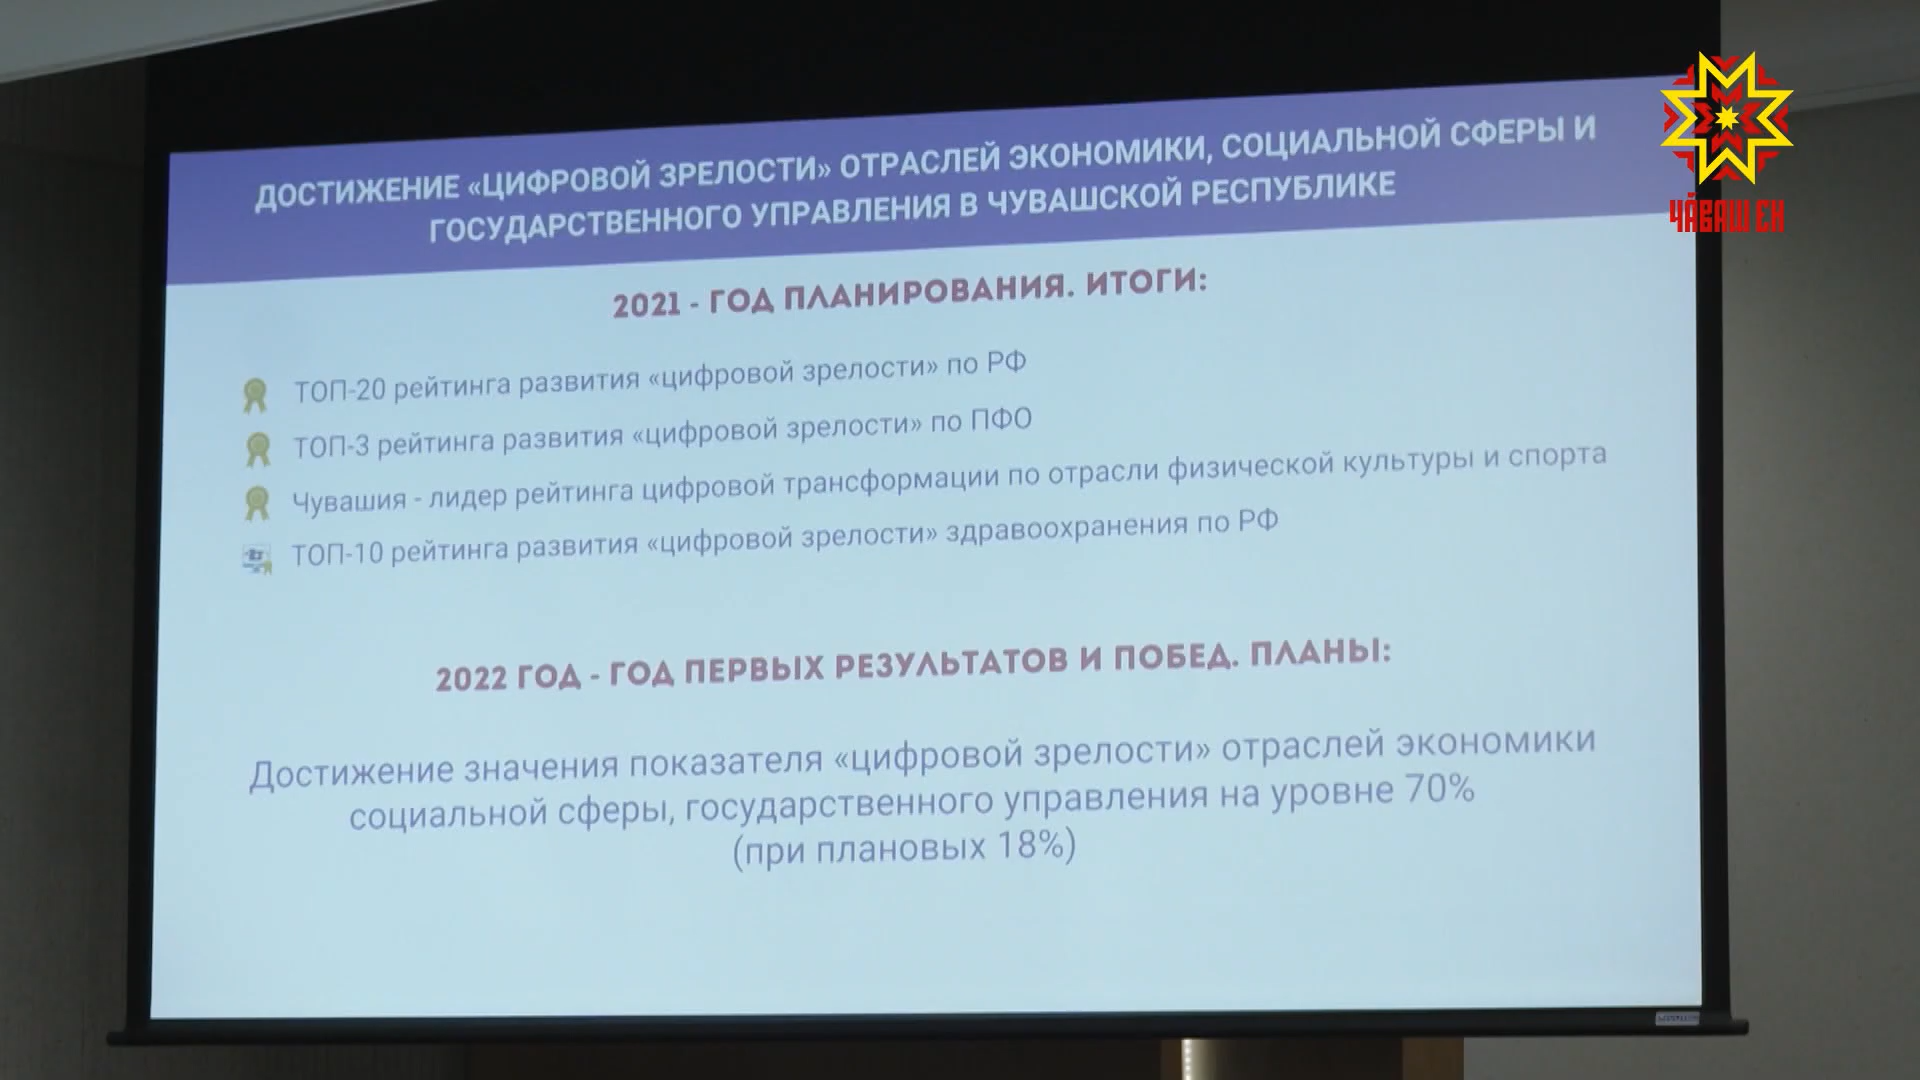 ДОСТИЖЕНИЕ «ЦИФРОВОЙ ЗРЕЛОСТИ» ОТРАСЛЕЙ ЭКОНОМИКИ, СОЦИАЛЬНОЙ СФЕРЫ И
ГОСУДАРСТВЕННОГО УПРАВЛЕНИЯ В ЧУВАШСКОЙ РЕСПУБЛИКЕ
ЧӐВАШ ЕН
2021 - ГОД ПЛАНИРОВАНИЯ. ИТОГИ:
ТОП-20 рейтинга развития «цифровой зрелости» по РФ
ТОП-3 рейтинга развития «цифровой зрелости» по ПФО
Чувашия - лидер рейтинга цифровой трансформации по отрасли физической культуры и спорта
ТОП-10 рейтинга развития «цифровой зрелости» здравоохранения по РФ
2022 ГОД - ГОД ПЕРВЫХ РЕЗУЛЬТАТОВ И ПОБЕД. ПЛАНЫ:
Достижение значения показателя «цифровой зрелости» отраслей экономики
социальной сферы, государственного управления на уровне 70%
(при плановых 18%)